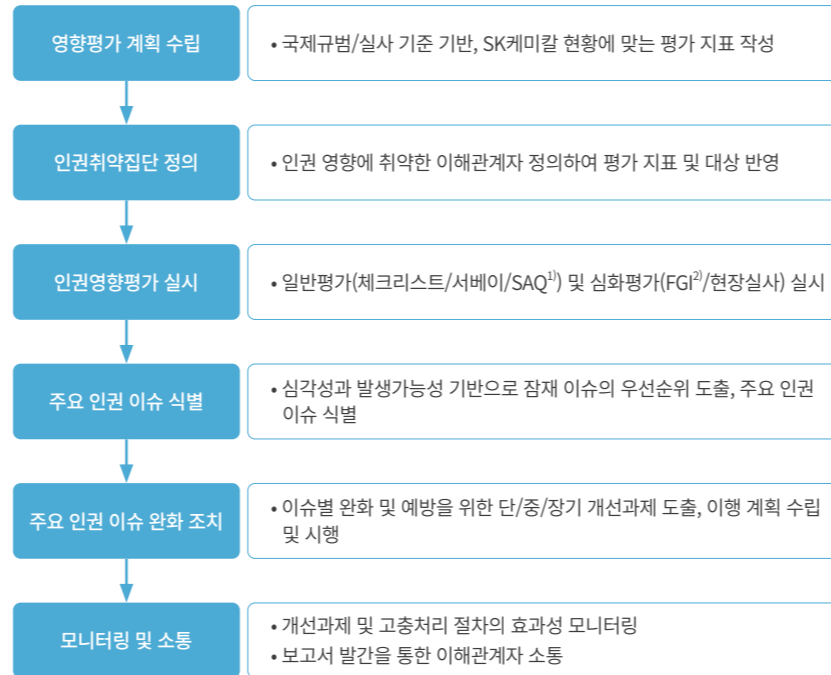 영향평가 계획 수립
• 국제규범/실사 기준 기반, SK케미칼 현황에 맞는 평가 지표 작성
인권취약집단 정의
• 인권 영향에 취약한 이해관계자 정의하여 평가 지표 및 대상 반영
인권영향평가 실시
• 일반평가(체크리스트/서베이/SAQ1)) 및 심화평가(FGI2)/현장실사) 실시
주요 인권 이슈 식별
• 심각성과 발생가능성 기반으로 잠재 이슈의 우선순위 도출, 주요 인권
이슈 식별
주요 인권 이슈 완화 조치
• 이슈별 완화 및 예방을 위한 단/중/장기 개선과제 도출, 이행 계획 수립
및 시행
모니터링 및 소통
• 개선과제 및 고충처리 절차의 효과성 모니터링
• 보고서 발간을 통한 이해관계자 소통